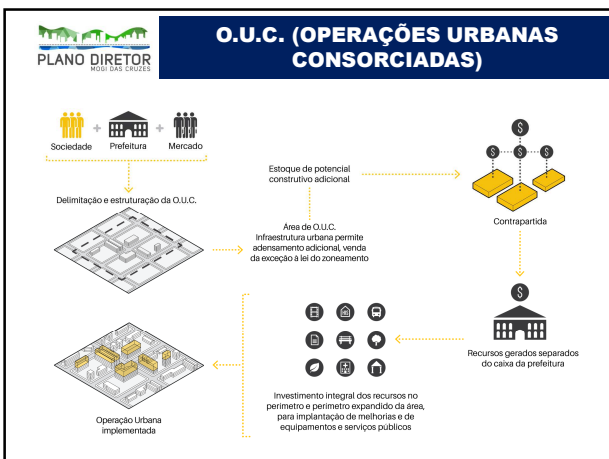 PLANO DIRETOR
MOGI DAS CRUZES
O.U.C. (OPERAÇÕES URBANAS
CONSORCIADAS)
Sociedade + Prefeitura + Mercado
Delimitação e estruturação da O.U.C.
Estoque de potencial
construtivo adicional
Área de O.U.C.
Infraestrutura urbana permite
adensamento adicional, venda
da exceção à lei do zoneamento
$
$ $ $
Contrapartida
$
Recursos gerados separados
do caixa da prefeitura
Investimento integral dos recursos no
perímetro e perímetro expandido da área,
para implantação de melhorias e de
equipamentos e serviços públicos
Operação Urbana
implementada